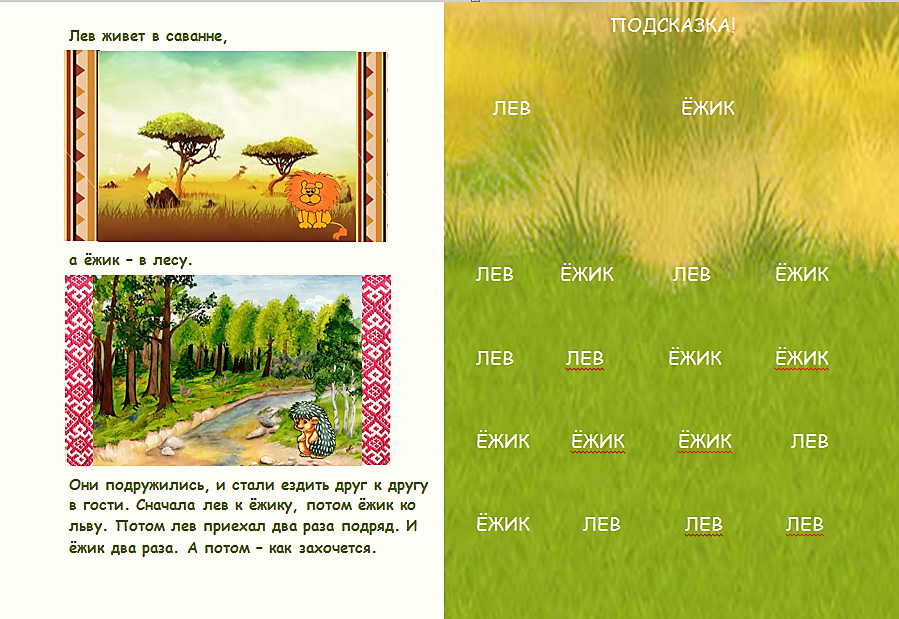 Лев живет в саванне,
а ёжик – в лесу.
Они подружились, и стали ездить друг к другу
в гости. Сначала лев к ёжику, потом ёжик ко
льву. Потом лев приехал два раза подряд. И
ёжик два раза. А потом – как захочется.
ПОДСКАЗКА!
ЛЕВ ЁЖИК
ЛЕВ ЁЖИК ЛЕВ ЁЖИК
ЛЕВ ЛЕВ ЁЖИК ЁЖИК
ЁЖИК ЁЖИК ЁЖИК ЛЕВ
ЁЖИК ЛЕВ ЛЕВ ЛЕВ